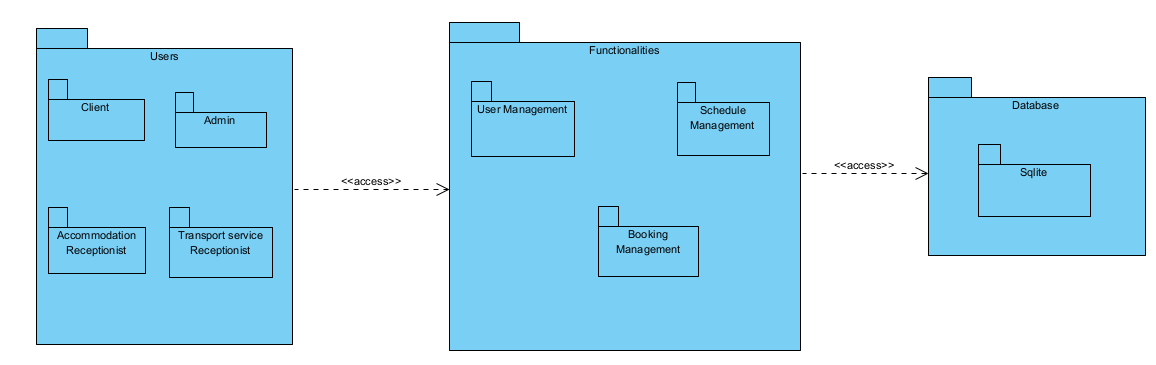 Users
Client
Admin
Accommodation
Receptionist
Transport service
Receptionist
<<access>>
Functionalities
User Management
Schedule
Management
Booking
Management
<<access>>
Database
Sqlite